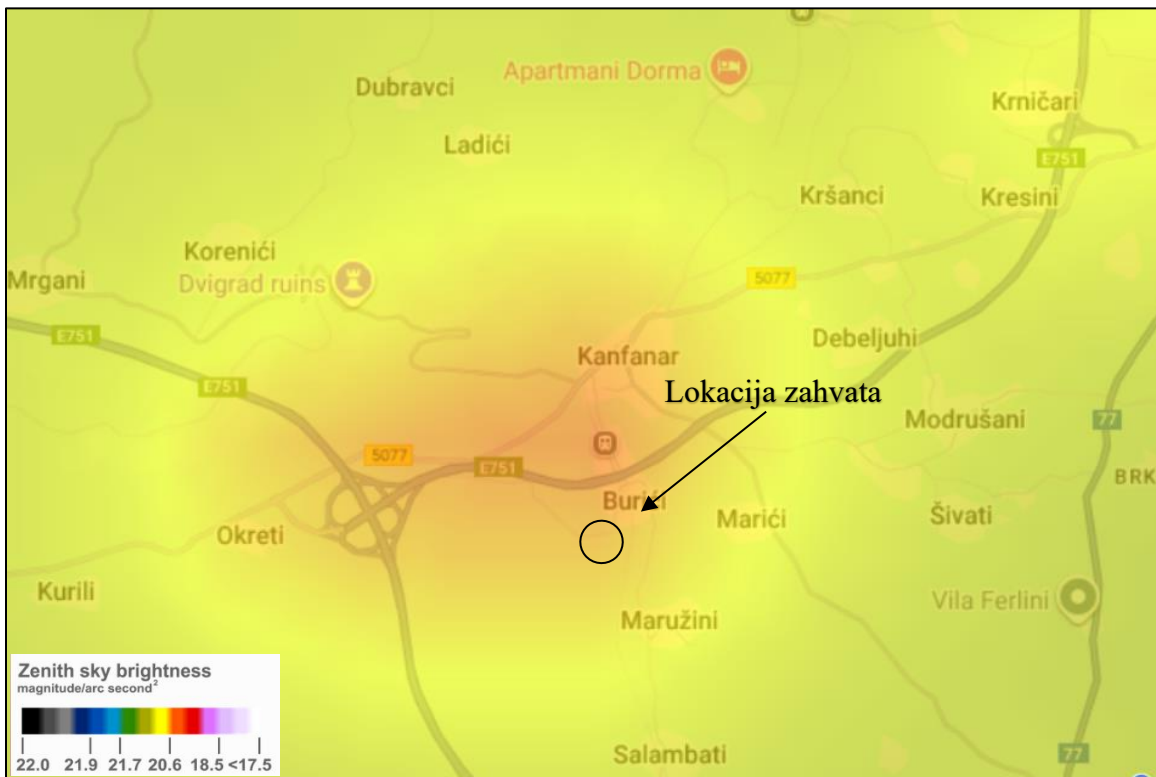 Apartmani Dorma
Dubravci
Krničari
Ladići
E751
Kršanci
Kresini
Korenići
Mrgani
Dvigrad ruins
5077
E751
Debeljuhi
Kanfanar
E751
Lokacija zahvata
Modrušani
77
5077
E751
BRK
Burići
Marići
Šivati
Okreti
Kurili
Vila Ferlini
Maružini
Zenith sky brightness
magnitude/arc second²
22.0 21.9 21.7 20.6 18.5 <17.5
Salambati
77